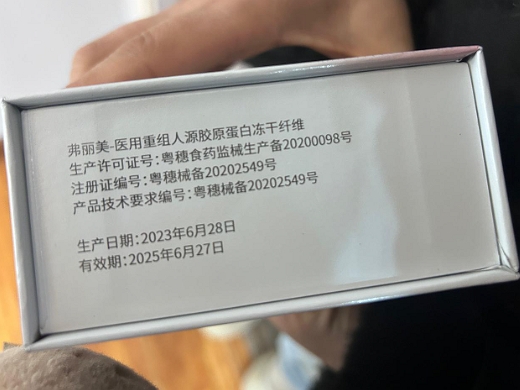 弗丽美-医用重组人源胶原蛋白冻干纤维
生产许可证号:粤穗食药监械生产备20200098号
注册证编号:粤穗械备20202549号
产品技术要求编号:粤穗械备20202549号
生产日期:2023年6月28日
有效期:2025年6月27日